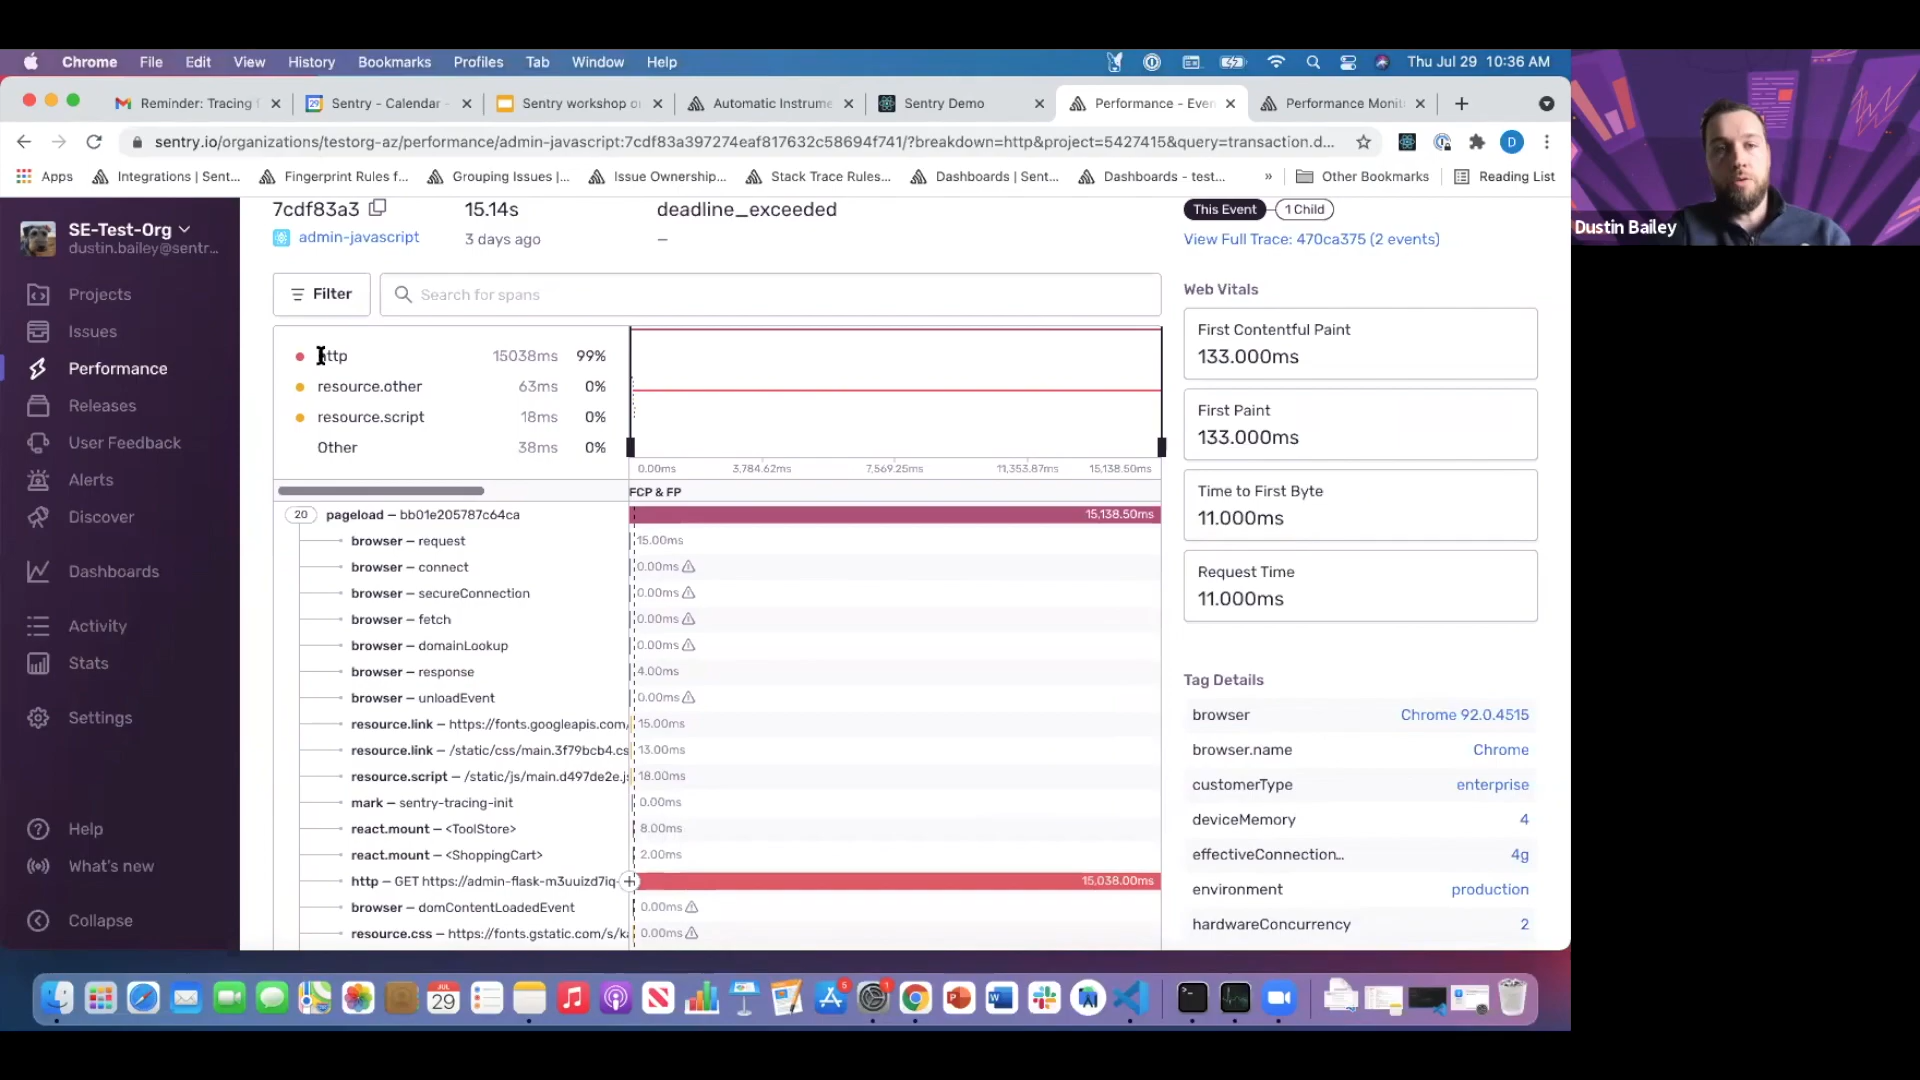 Chrome File Edit View History Bookmarks Profiles Tab Window Help Thu Jul 29 10:36 AM
Reminder: Tracing
Sentry - Calendar -
Sentry workshop o
Automatic Instrume
Sentry Demo
Performance - Even
Performance Monit
sentry.io/organizations/testorg-az/performance/admin-javascript:7cdf83a397274eaf817632c58694f741/?breakdown=http&project=5427415&query=transaction.d...
D
Apps Integrations | Sent... Fingerprint Rules f... Grouping Issues |... Issue Ownership... Stack Trace Rules... Dashboards | Sent... Dashboards - test... » Other Bookmarks Reading List
Dustin Bailey
SE-Test-Org
dustin.bailey@sentr...
Projects
Issues
Performance
Releases
User Feedback
Alerts
Discover
Dashboards
Activity
Stats
Settings
Help
What's new
Collapse
7cdf83a3 15.14s deadline_exceeded
admin-javascript 3 days ago —
Filter Search for spans
http 15038ms 99%
resource.other 63ms 0%
resource.script 18ms 0%
Other 38ms 0%
0.00ms 3,784.62ms 7,569.25ms 11,353.87ms 15,138.50ms
FCP & FP
20 pageload — bb01e205787c64ca 15,138.50ms
browser — request 15.00ms
browser — connect 0.00ms
browser — secureConnection 0.00ms
browser — fetch 0.00ms
browser — domainLookup 0.00ms
browser — response 4.00ms
browser — unloadEvent 0.00ms
resource.link — https://fonts.googleapis.com/ 15.00ms
resource.link — /static/css/main.3f79bcb4.cs 13.00ms
resource.script — /static/js/main.d497de2e.js 18.00ms
mark — sentry-tracing-init 0.00ms
react.mount — <ToolStore> 8.00ms
react.mount — <ShoppingCart> 2.00ms
http — GET https://admin-flask-m3uuizd7iq- 15,038.00ms
browser — domContentLoadedEvent 0.00ms
resource.css — https://fonts.gstatic.com/s/ka 0.00ms
This Event 1 Child
View Full Trace: 470ca375 (2 events)
Web Vitals
First Contentful Paint
133.000ms
First Paint
133.000ms
Time to First Byte
11.000ms
Request Time
11.000ms
Tag Details
browser Chrome 92.0.4515
browser.name Chrome
customerType enterprise
deviceMemory 4
effectiveConnection... 4g
environment production
hardwareConcurrency 2
JUL
29
5
1